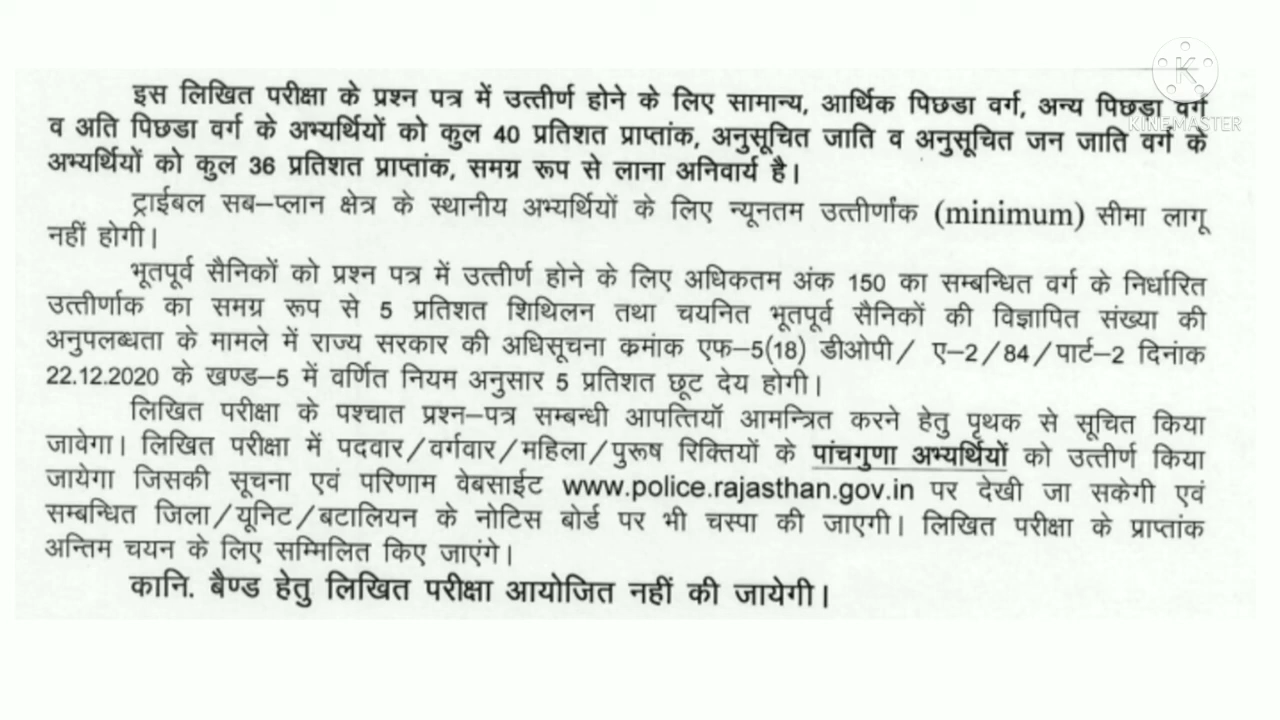 इस लिखित परीक्षा के प्रश्न पत्र में उत्तीर्ण होने के लिए सामान्य, आर्थिक पिछडा वर्ग, अन्य पिछड़ा वर्ग
व अति पिछडा वर्ग के अभ्यर्थियों को कुल 40 प्रतिशत प्राप्तांक, अनुसूचित जाति व अनुसूचित जन जाति वर्ग के
अभ्यर्थियों को कुल 36 प्रतिशत प्राप्तांक, समग्र रूप से लाना अनिवार्य है।
ट्राईबल सब–प्लान क्षेत्र के स्थानीय अभ्यर्थियों के लिए न्यूनतम उत्तीर्णांक (minimum) सीमा लागू
नहीं होगी।
भूतपूर्व सैनिकों को प्रश्न पत्र में उत्तीर्ण होने के लिए अधिकतम अंक 150 का सम्बन्धित वर्ग के निर्धारित
उत्तीर्णाक का समग्र रूप से 5 प्रतिशत शिथिलन तथा चयनित भूतपूर्व सैनिकों की विज्ञापित संख्या की
अनुपलब्धता के मामले में राज्य सरकार की अधिसूचना क्रमांक एफ–5(18) डीओपी/ ए–2/84/पार्ट–2 दिनांक
22.12.2020 के खण्ड–5 में वर्णित नियम अनुसार 5 प्रतिशत छूट देय होगी।
लिखित परीक्षा के पश्चात प्रश्न–पत्र सम्बन्धी आपत्तियॉ आमन्त्रित करने हेतु पृथक से सूचित किया
जावेगा। लिखित परीक्षा में पदवार/वर्गवार/महिला/पुरूष रिक्तियों के पांचगुणा अभ्यर्थियों को उत्तीर्ण किया
जायेगा जिसकी सूचना एवं परिणाम वेबसाईट www.police.rajasthan.gov.in पर देखी जा सकेगी एवं
सम्बन्धित जिला/यूनिट/बटालियन के नोटिस बोर्ड पर भी चस्पा की जाएगी। लिखित परीक्षा के प्राप्तांक
अन्तिम चयन के लिए सम्मिलित किए जाएंगे।
कानि. बैण्ड हेतु लिखित परीक्षा आयोजित नहीं की जायेगी।
K
KINEMASTER